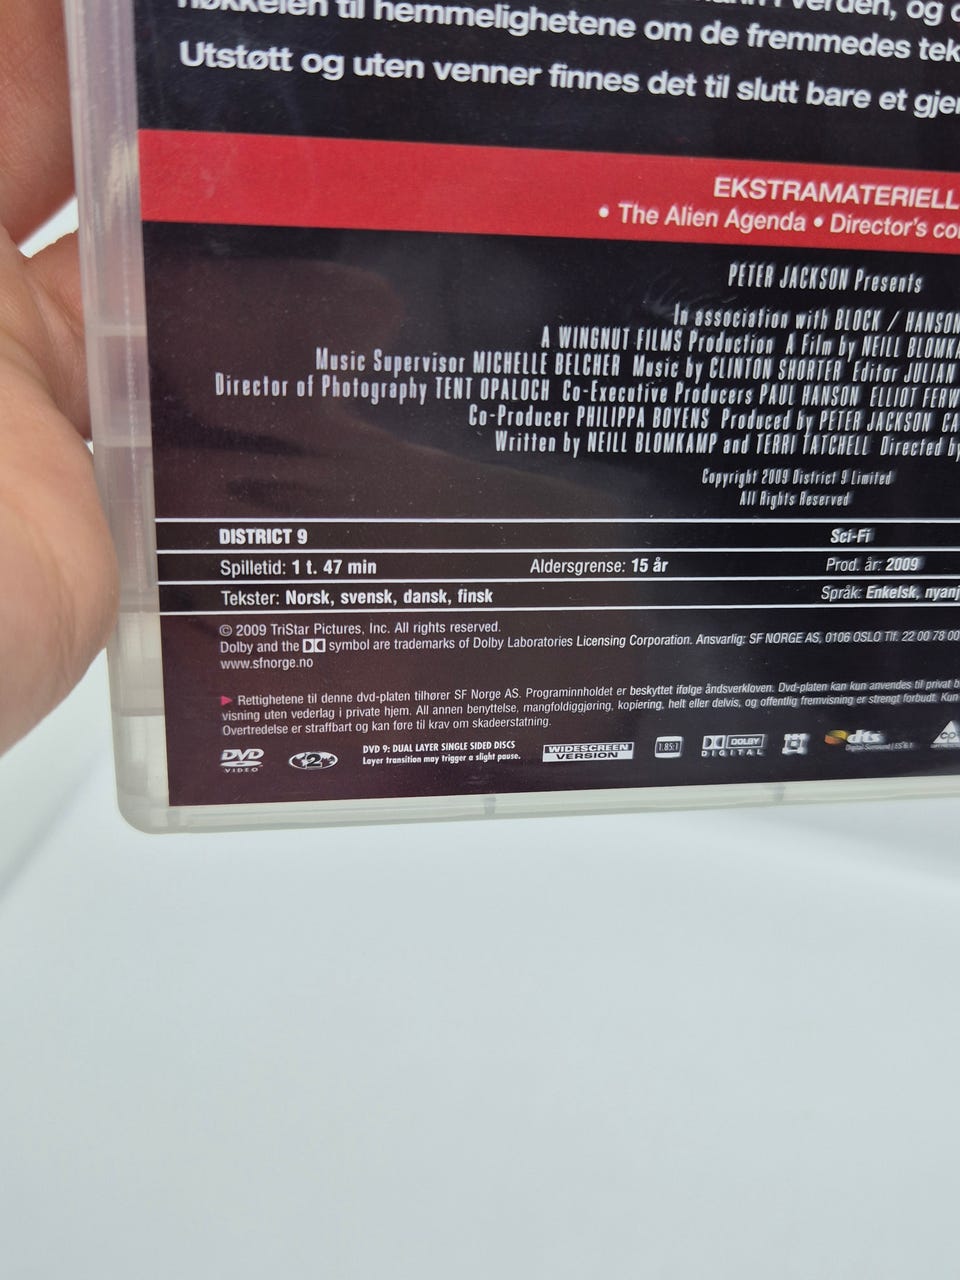 til hemmelighetene om de fremmedes tek
Utstøtt og uten venner finnes det til slutt bare et gjer
EKSTRAMATERIELL
• The Alien Agenda • Director's co
PETER JACKSON Presents
In association with BLOCK / HANSON
A WINGNUT FILMS Production A Film by NEILL BLOMKA
Music Supervisor MICHELLE BELCHER Music by CLINTON SHORTER Editor JULIAN
Director of Photography TENT OPALOCH Co-Executive Producers PAUL HANSON ELLIOT FERW
Co-Producer PHILIPPA BOYENS Produced by PETER JACKSON CA
Written by NEILL BLOMKAMP and TERRI TATCHELL Directed by
Copyright 2009 District 9 Limited
All Rights Reserved
DISTRICT 9 Sci-Fi
Spilletid: 1 t. 47 min Aldersgrense: 15 år Prod. år: 2009
Tekster: Norsk, svensk, dansk, finsk Språk: Enkelsk, nyanj
© 2009 TriStar Pictures, Inc. All rights reserved.
Dolby and the symbol are trademarks of Dolby Laboratories Licensing Corporation. Ansvarlig: SF NORGE AS, 0106 OSLO Tlf: 22 00 78 00
www.sfnorge.no
Rettighetene til denne dvd-platen tilhører SF Norge AS. Programinnholdet er beskyttet ifølge åndsverkloven. Dvd-platen kan kun anvendes til privat b
visning uten vederlag i private hjem. All annen benyttelse, mangfoldiggjøring, kopiering, helt eller delvis, og offentlig fremvisning er strengt forbudt. Kun
Overtredelse er straffbart og kan føre til krav om skadeerstatning.
DVD VIDEO 2 DVD 9: DUAL LAYER SINGLE SIDED DISCS
Layer transition may trigger a slight pause.
WIDESCREEN VERSION 1.85:1 DOLBY DIGITAL dts Digital Surround